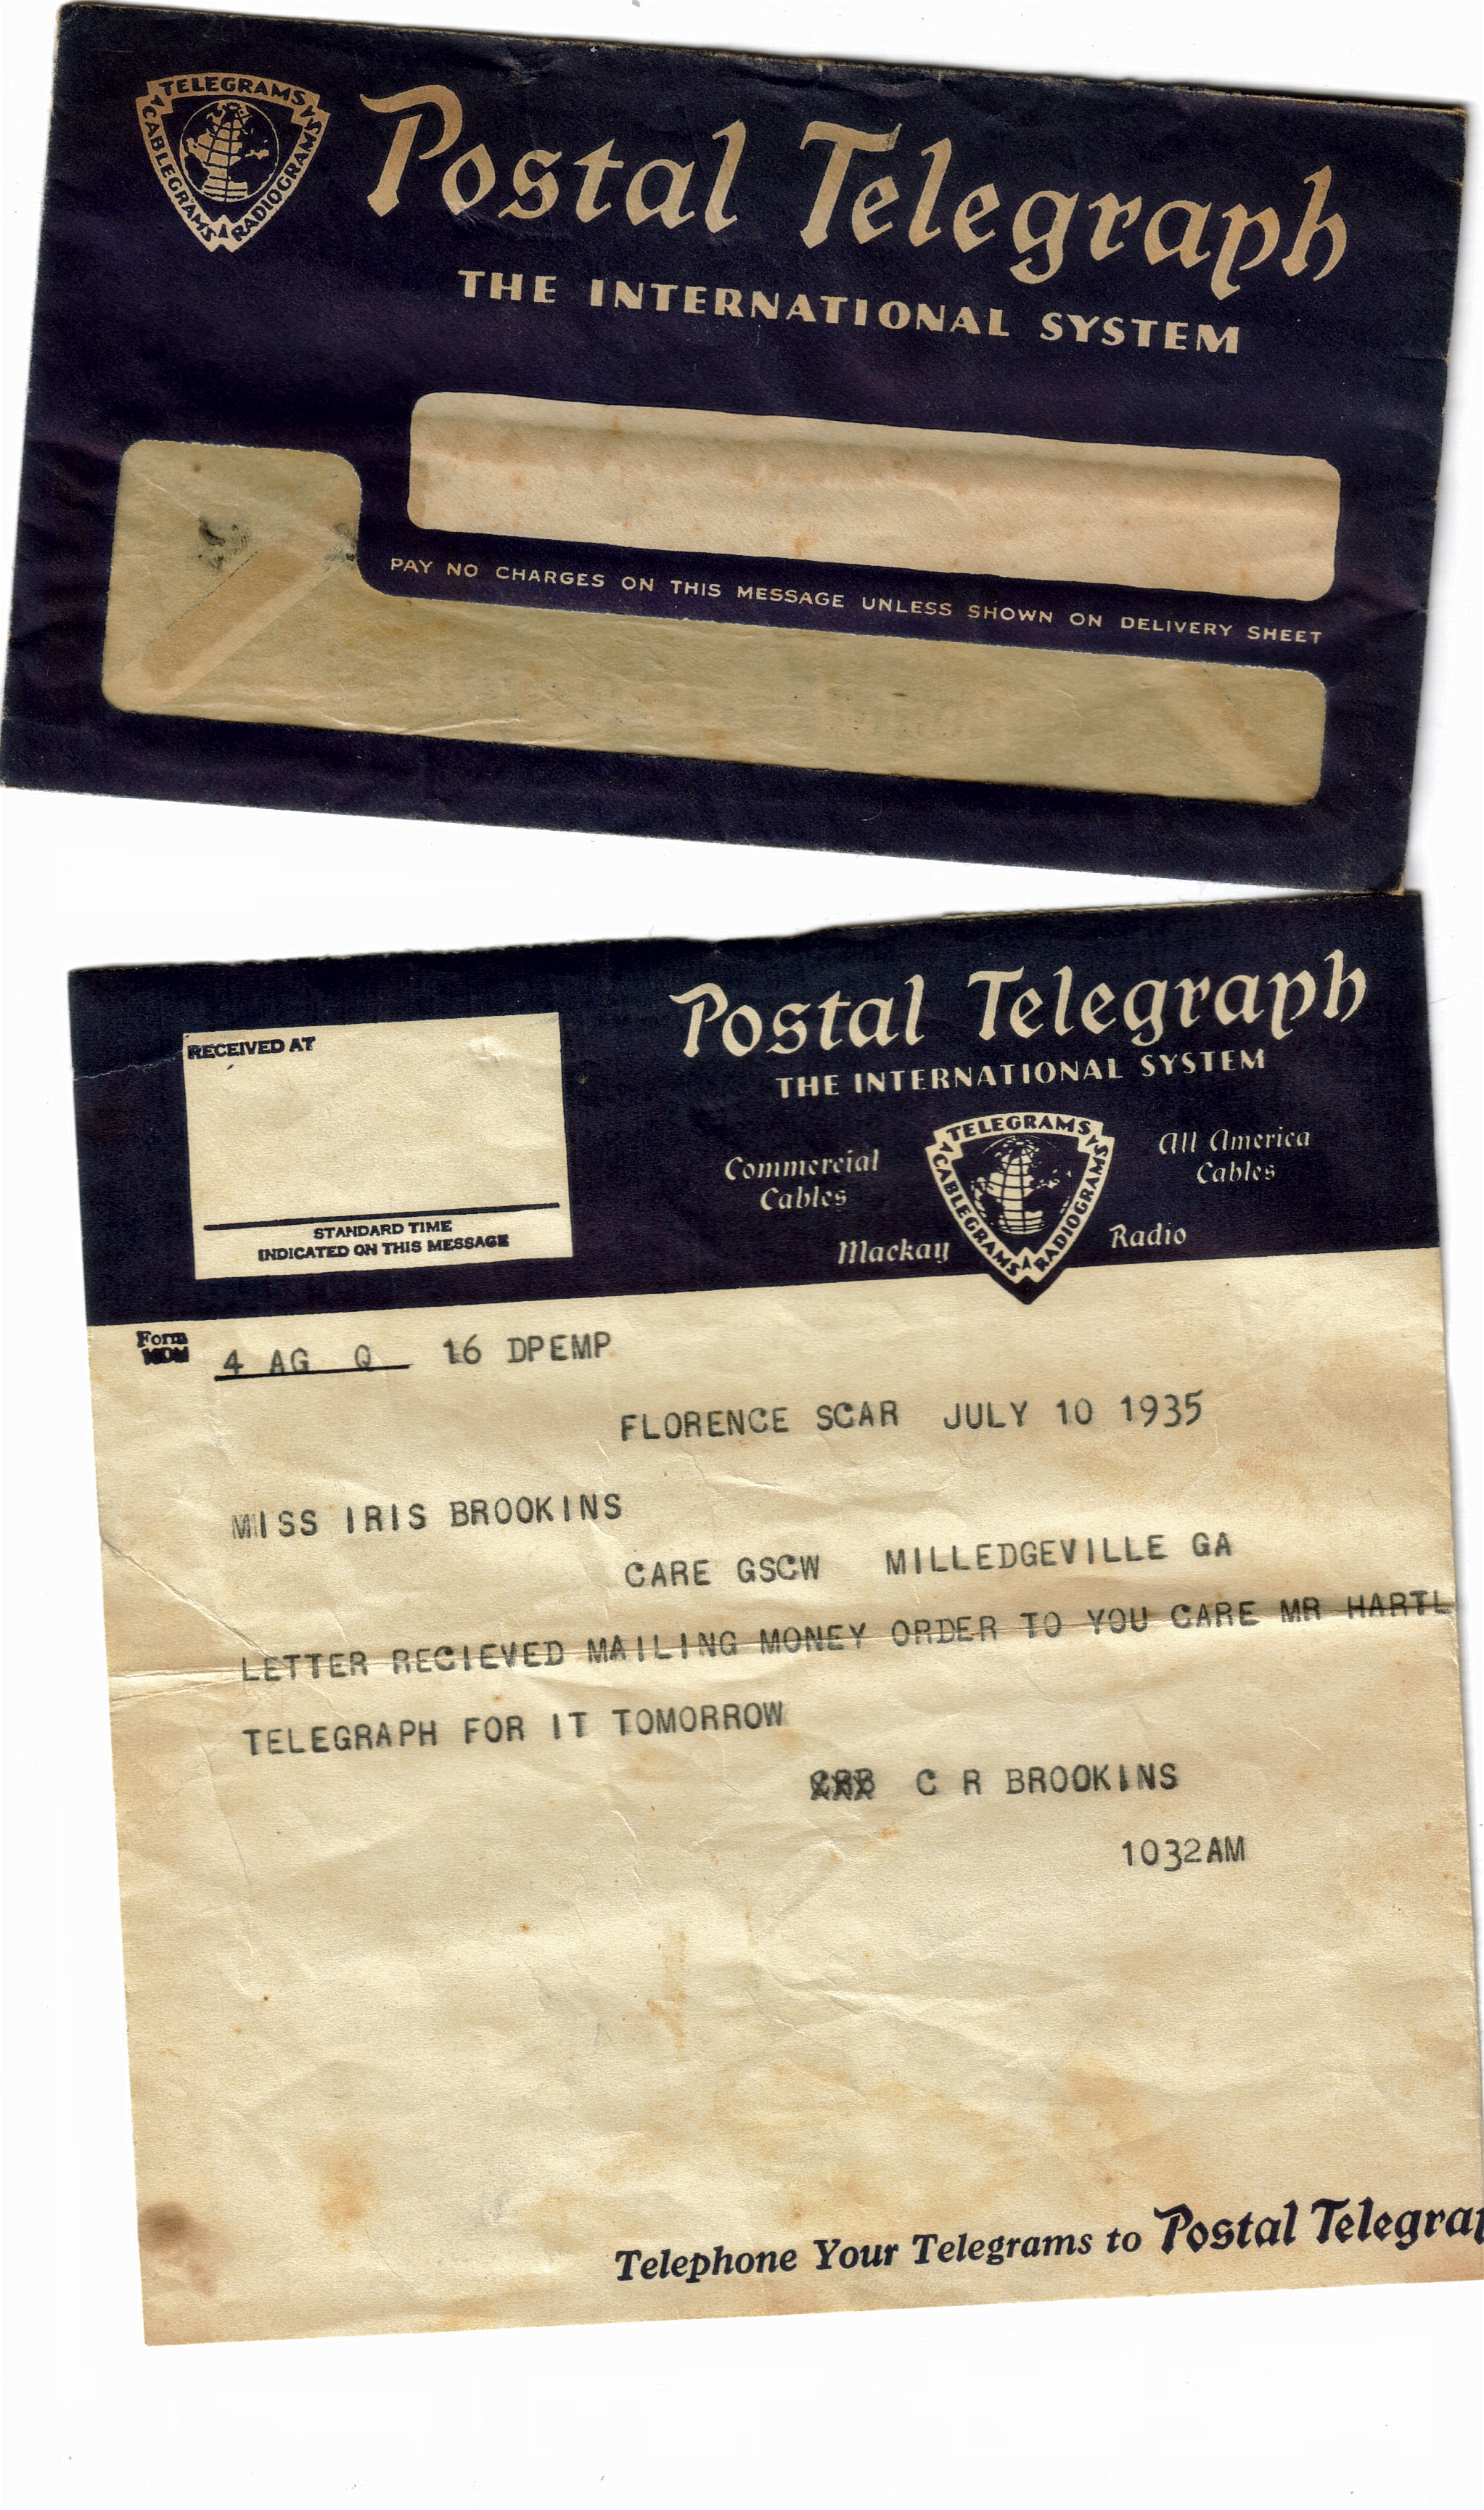 TELEGRAMS
CABLEGRAMS
RADIOGRAMS
Postal Telegraph
THE INTERNATIONAL SYSTEM
PAY NO CHARGES ON THIS MESSAGE UNLESS SHOWN ON DELIVERY SHEET
RECEIVED AT
STANDARD TIME
INDICATED ON THIS MESSAGE
Postal Telegraph
THE INTERNATIONAL SYSTEM
Commercial
Cables
TELEGRAMS
CABLEGRAMS
RADIOGRAMS
All America
Cables
Mackay
Radio
Form
4 AG Q 16 DPEMP
FLORENCE SCAR JULY 10 1935
MISS IRIS BROOKINS
CARE GSCW MILLEDGEVILLE GA
LETTER RECIEVED MAILING MONEY ORDER TO YOU CARE MR HARTL
TELEGRAPH FOR IT TOMORROW
C R BROOKINS
1032AM
Telephone Your Telegrams to Postal Telegra